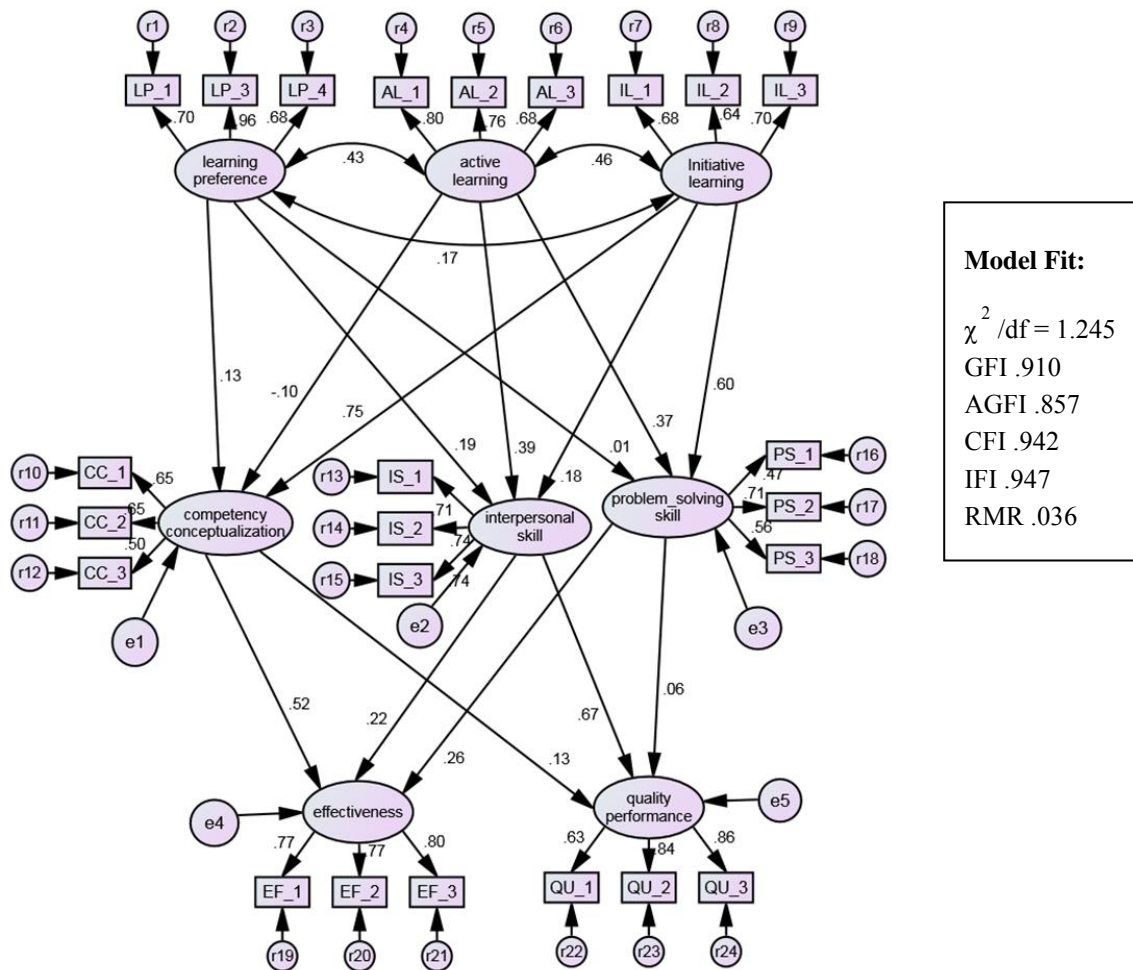 r1 r2 r3 r4 r5 r6 r7 r8 r9
LP_1 LP_3 LP_4 AL_1 AL_2 AL_3 IL_1 IL_2 IL_3
.70 .96 .68 .80 .76 .68 .68 .64 .70
learning
preference
.43
active
learning
.46
Initiative
learning
.17
.13 -.10 .75 .19 .39 .18 .01 .37 .60
r10 CC_1 .65
r11 CC_2 .65
r12 CC_3 .50
competency
conceptualization
e1
r13 IS_1 .71
r14 IS_2 .74
r15 IS_3 .74
interpersonal
skill
e2
problem_solving
skill
.47 PS_1 r16
.71 PS_2 r17
.56 PS_3 r18
e3
.52 .22 .26 .13 .67 .06
e4
effectiveness
.77 .77 .80
EF_1 EF_2 EF_3
r19 r20 r21
quality
performance
e5
.63 .84 .86
QU_1 QU_2 QU_3
r22 r23 r24
Model Fit:
χ2 /df = 1.245
GFI .910
AGFI .857
CFI .942
IFI .947
RMR .036